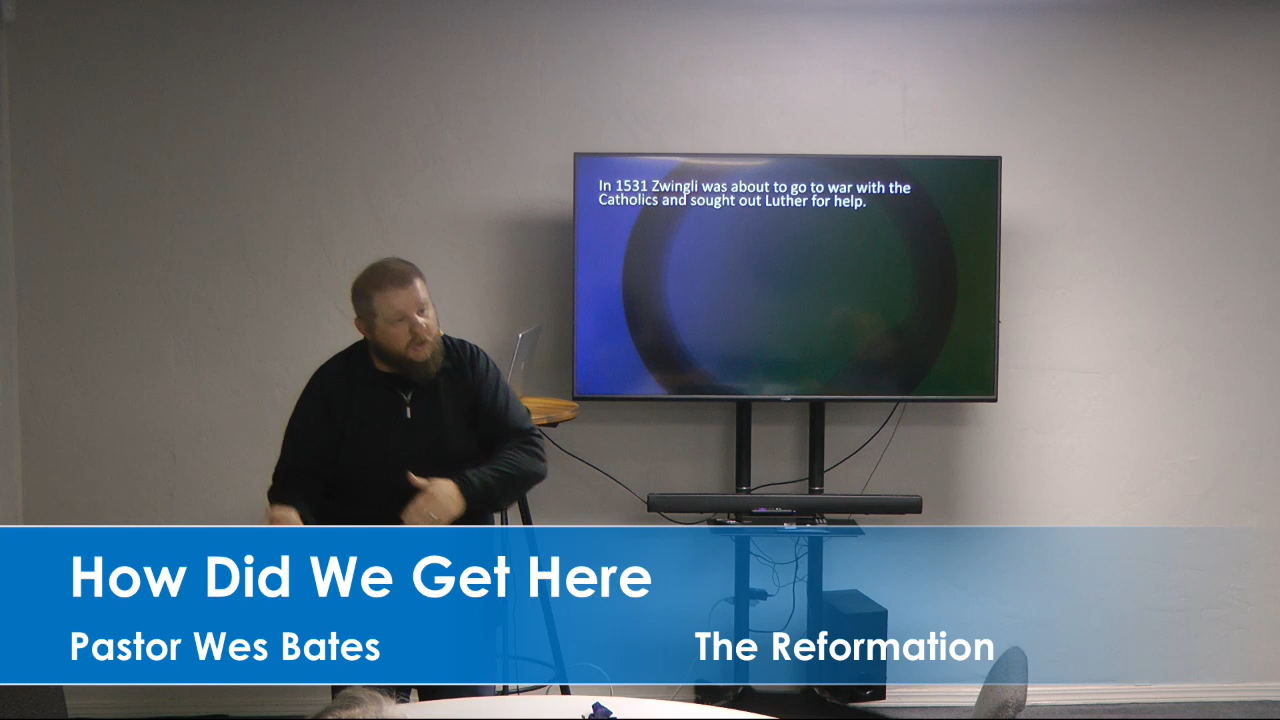 In 1531 Zwingli was about to go to war with the
Catholics and sought out Luther for help.
How Did We Get Here
Pastor Wes Bates
The Reformation